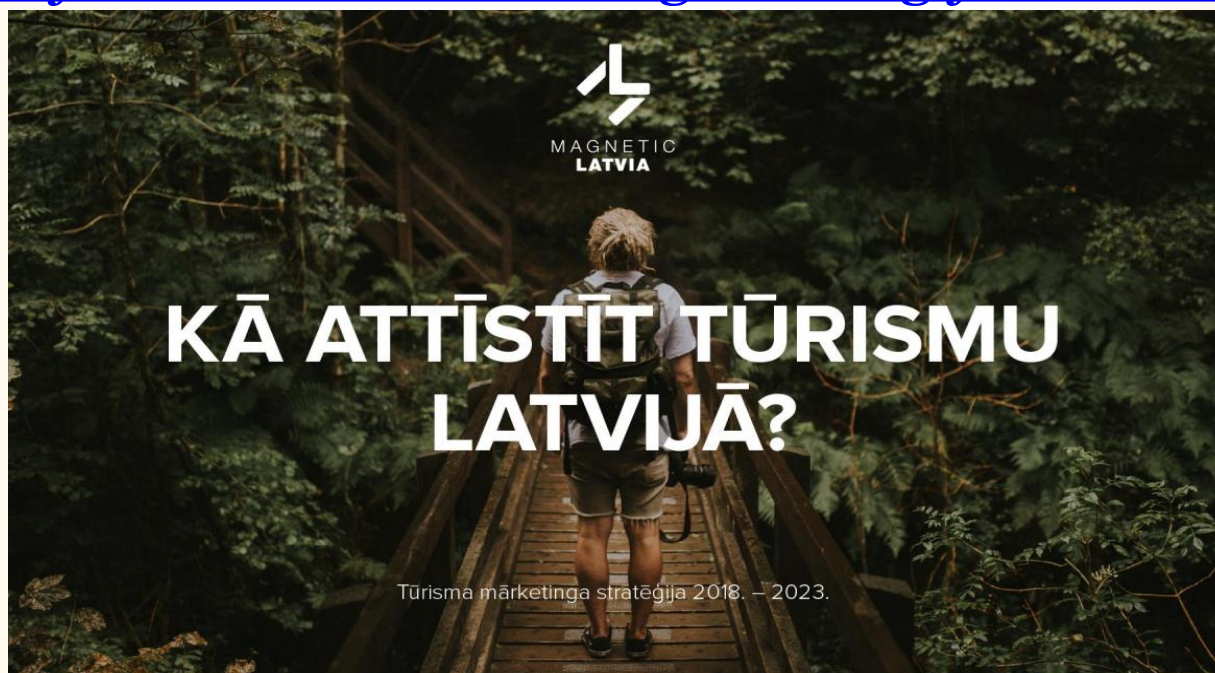 MAGNETIC
LATVIA
KĀ ATTĪSTĪT TŪRISMU
LATVIJĀ?
Tūrisma mārketinga stratēģija 2018. – 2023.